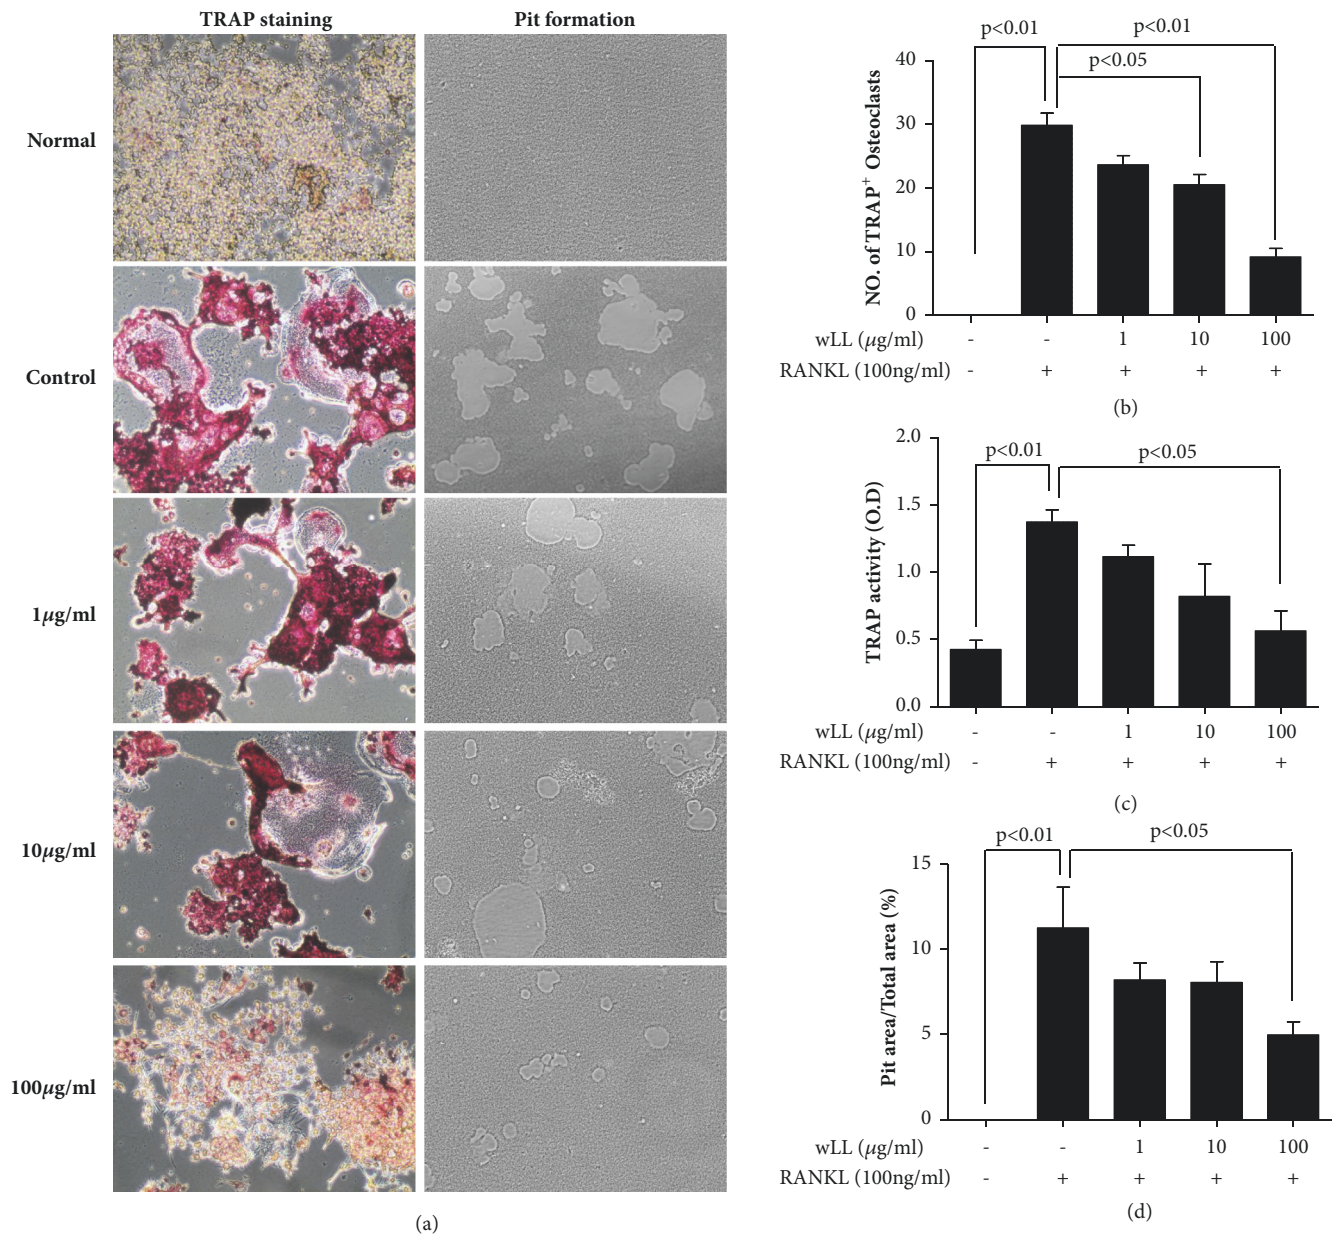 TRAP staining
Pit formation
Normal
Control
1μg/ml
10μg/ml
100μg/ml
(a)
p<0.01
p<0.01
p<0.05
NO. of TRAP+ Osteoclasts
40
30
20
10
0
wLL (μg/ml) - - 1 10 100
RANKL (100ng/ml) - + + + +
(b)
p<0.01
p<0.05
TRAP activity (O.D)
2.0
1.5
1.0
0.5
0.0
wLL (μg/ml) - - 1 10 100
RANKL (100ng/ml) - + + + +
(c)
p<0.01
p<0.05
Pit area/Total area (%)
15
10
5
0
wLL (μg/ml) - - 1 10 100
RANKL (100ng/ml) - + + + +
(d)